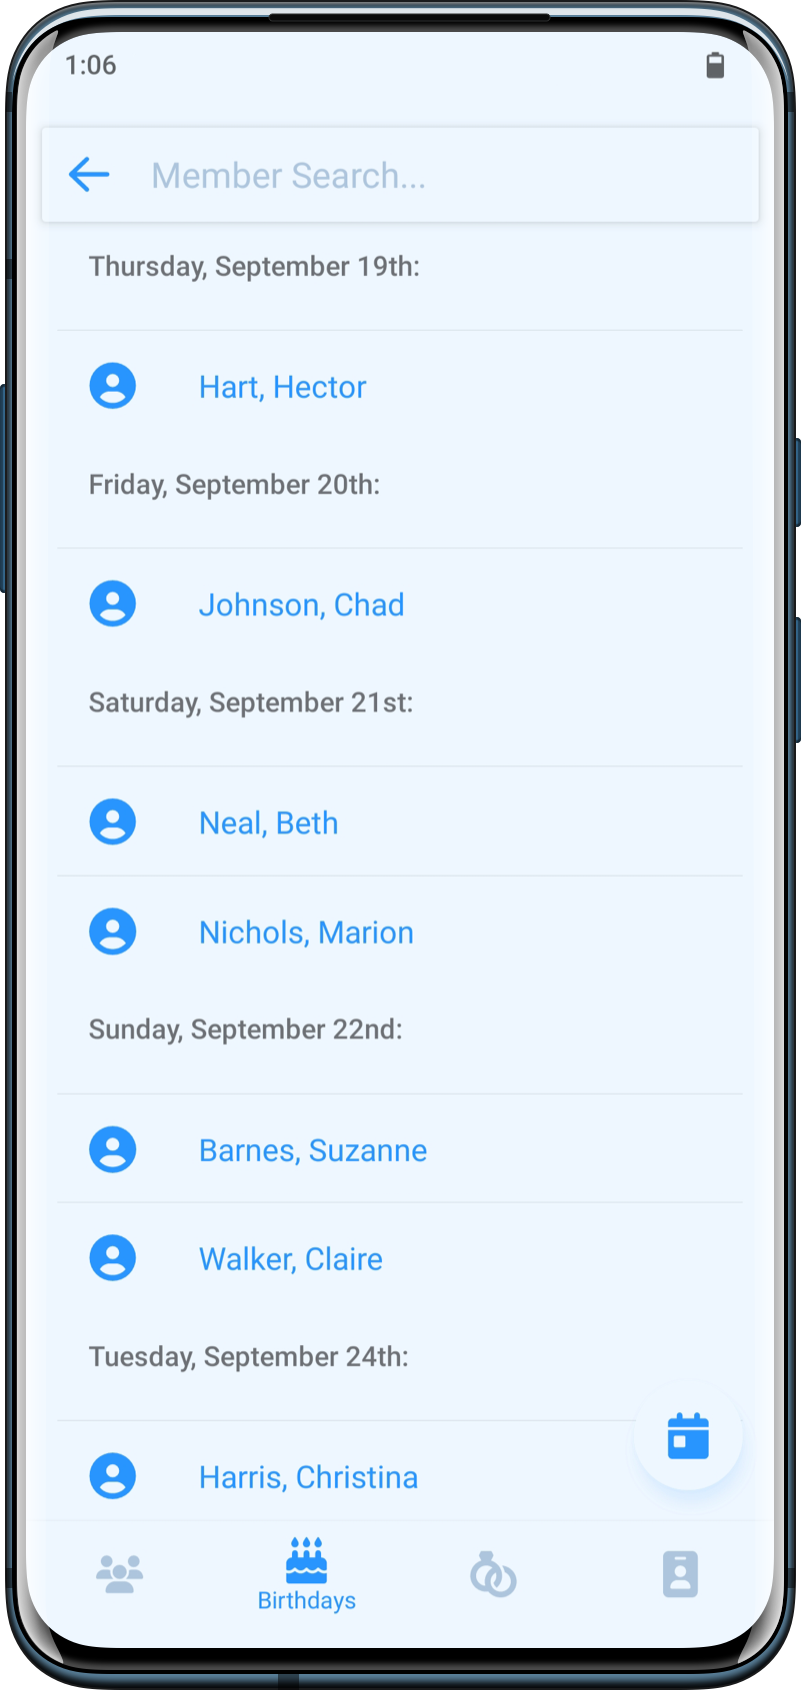 1:06
Member Search...
Thursday, September 19th:
Hart, Hector
Friday, September 20th:
Johnson, Chad
Saturday, September 21st:
Neal, Beth
Nichols, Marion
Sunday, September 22nd:
Barnes, Suzanne
Walker, Claire
Tuesday, September 24th:
Harris, Christina
Birthdays